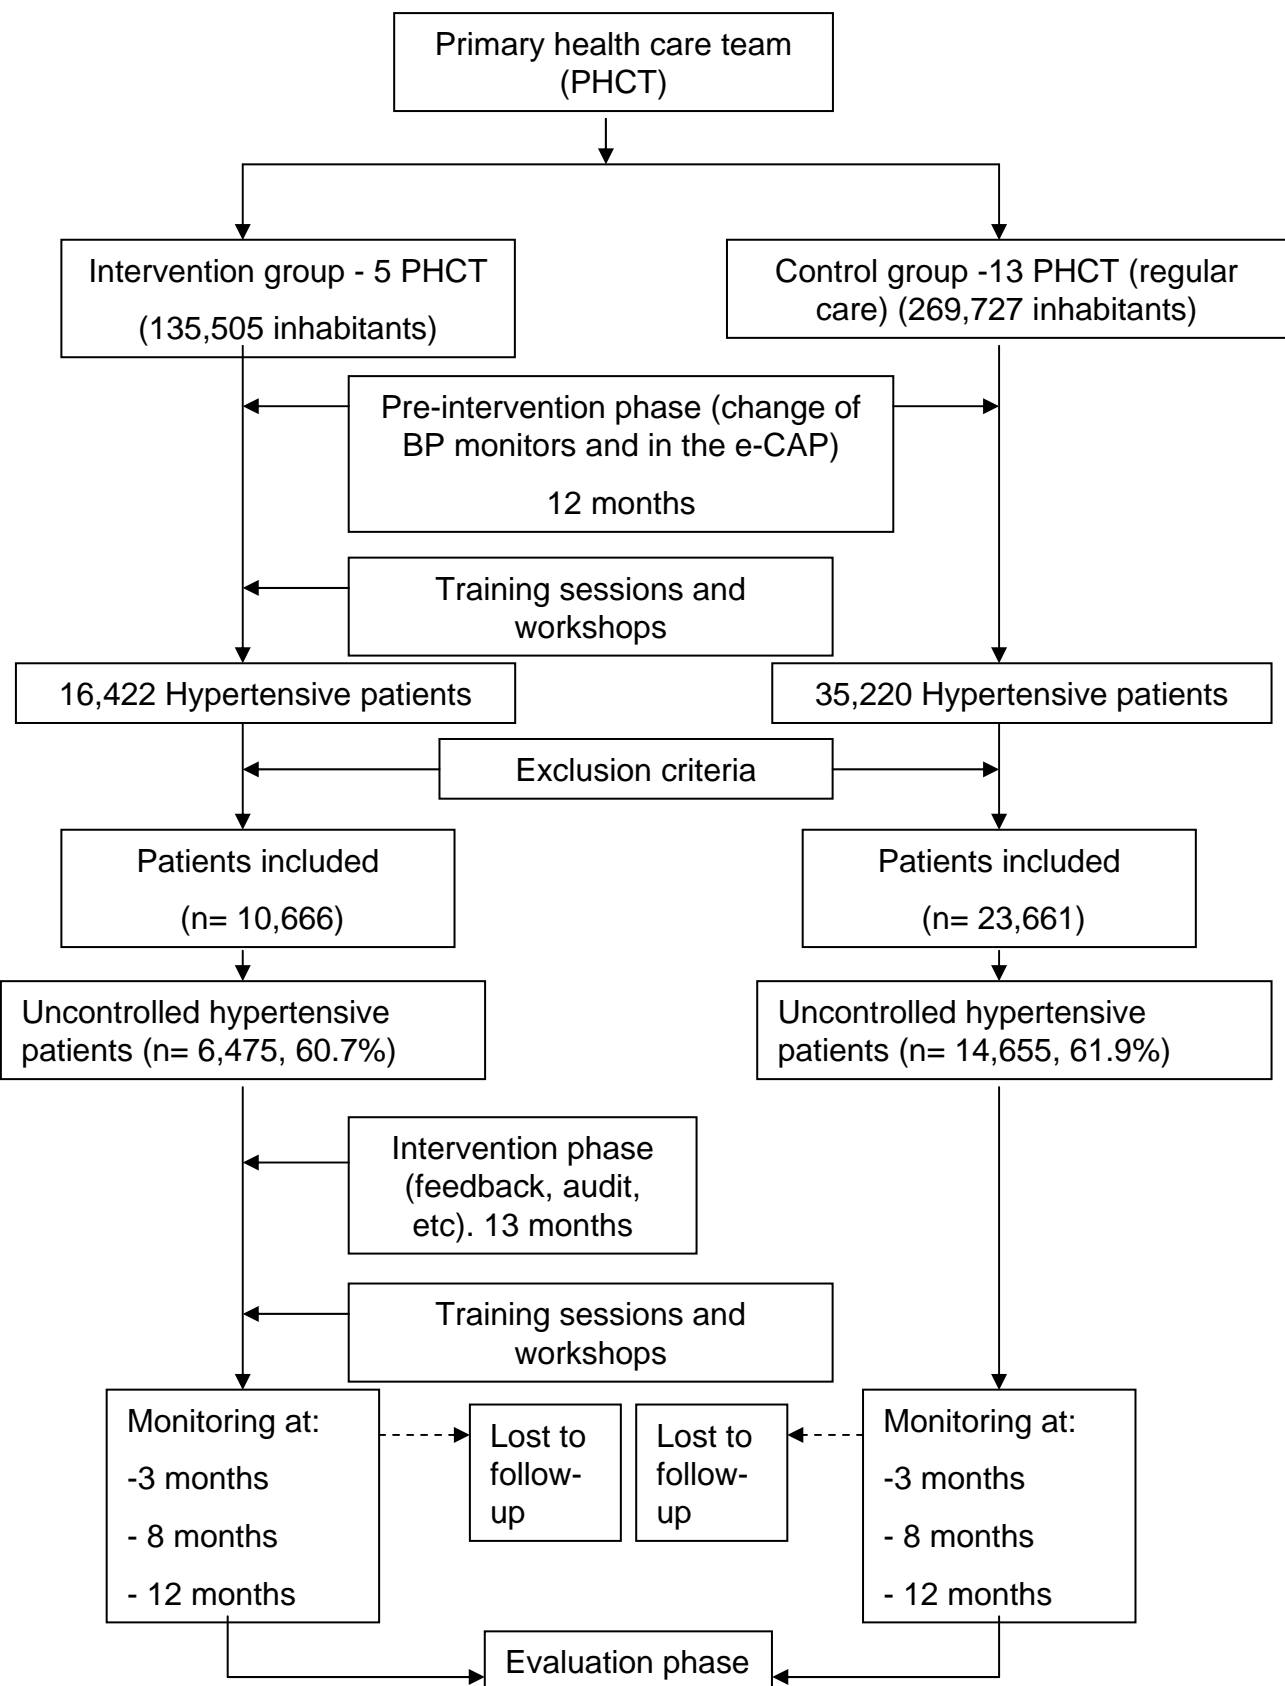 Primary health care team
(PHCT)
Intervention group - 5 PHCT
(135,505 inhabitants)
Control group -13 PHCT (regular
care) (269,727 inhabitants)
Pre-intervention phase (change of
BP monitors and in the e-CAP)
12 months
Training sessions and
workshops
16,422 Hypertensive patients
35,220 Hypertensive patients
Exclusion criteria
Patients included
(n= 10,666)
Patients included
(n= 23,661)
Uncontrolled hypertensive
patients (n= 6,475, 60.7%)
Uncontrolled hypertensive
patients (n= 14,655, 61.9%)
Intervention phase
(feedback, audit,
etc). 13 months
Training sessions and
workshops
Monitoring at:
-3 months
- 8 months
- 12 months
Lost to
follow-
up
Lost to
follow-
up
Monitoring at:
-3 months
- 8 months
- 12 months
Evaluation phase